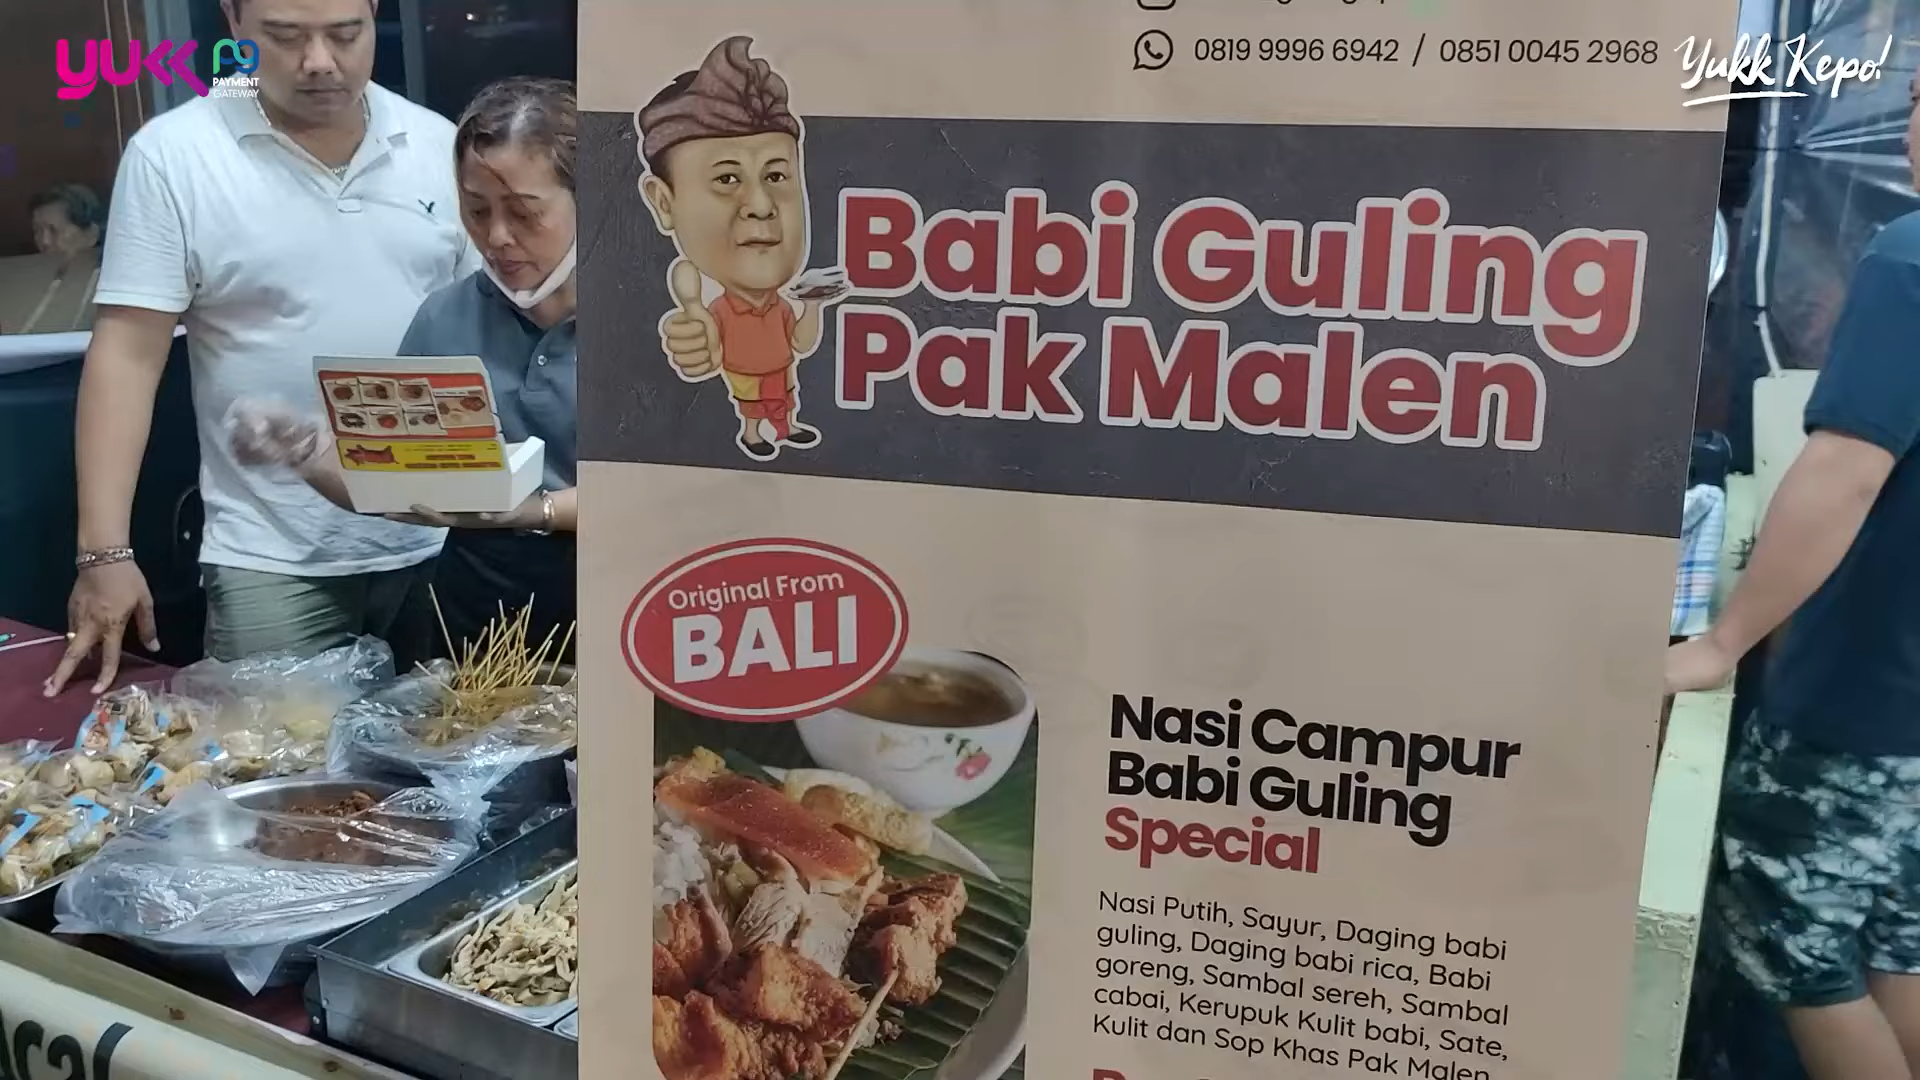 yukk
pg
PAYMENT
GATEWAY
0819 9996 6942 / 0851 0045 2968
Yukk Kepo!
Babi Guling
Pak Malen
Original From
BALI
Nasi Campur
Babi Guling
Special
Nasi Putih, Sayur, Daging babi
guling, Daging babi rica, Babi
goreng, Sambal sereh, Sambal
cabai, Kerupuk Kulit babi, Sate,
Kulit dan Sop Khas Pak Malen